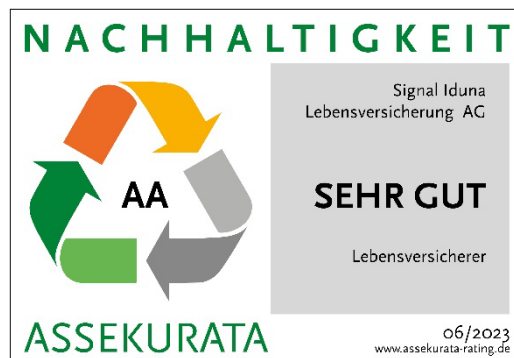 NACHHALTIGKEIT
Signal Iduna
Lebensversicherung AG
AA
SEHR GUT
Lebensversicherer
ASSEKURATA
06/2023
www.assekurata-rating.de